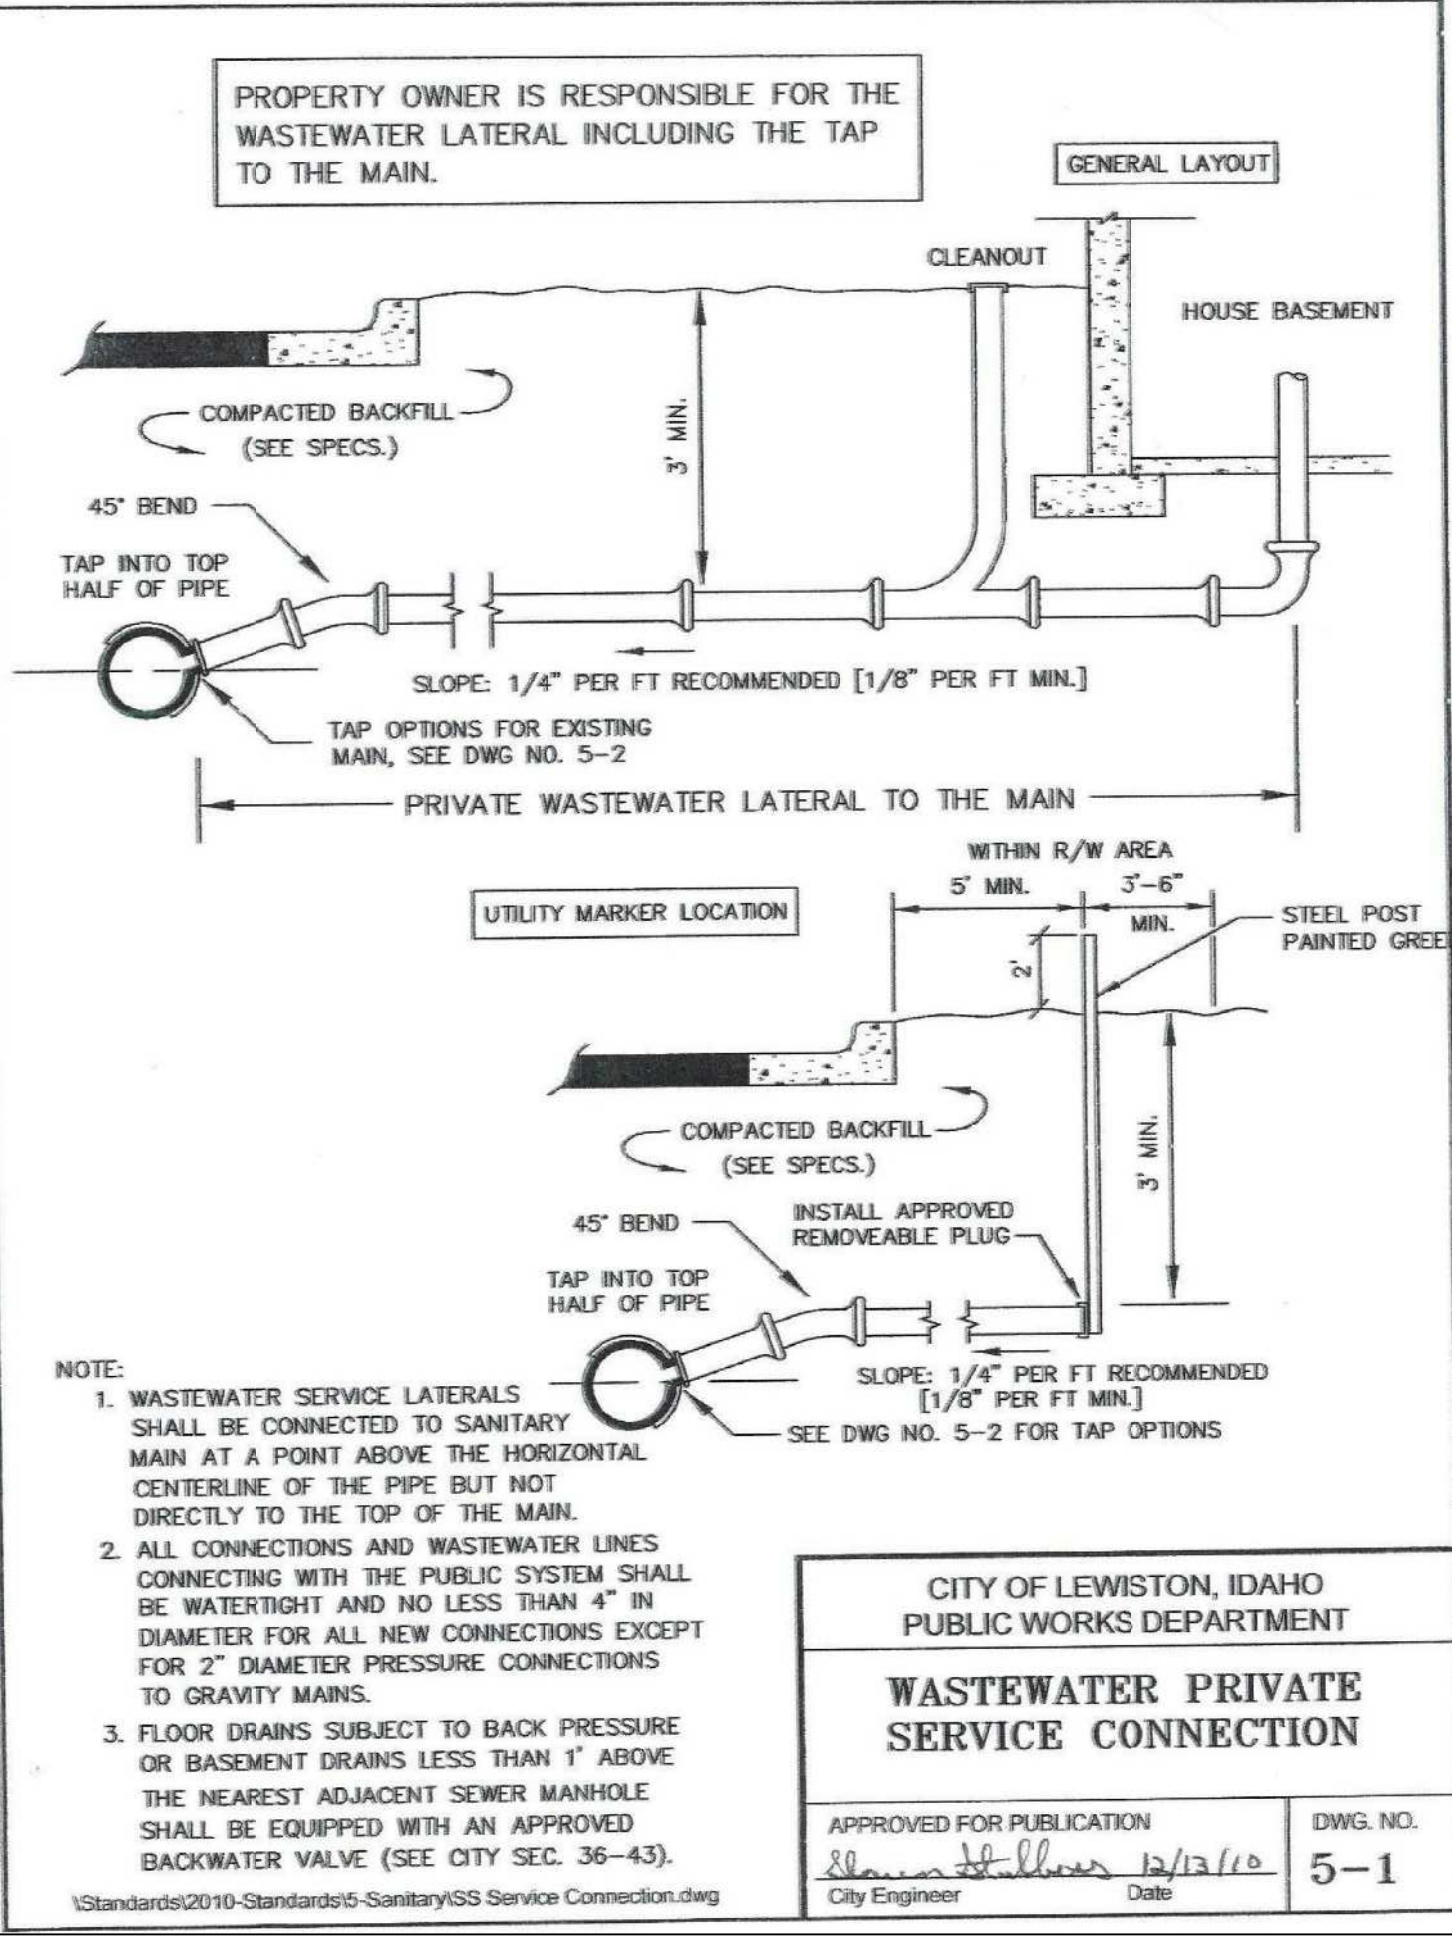 PROPERTY OWNER IS RESPONSIBLE FOR THE
WASTEWATER LATERAL INCLUDING THE TAP
TO THE MAIN.
GENERAL LAYOUT
CLEANOUT
HOUSE BASEMENT
COMPACTED BACKFILL
(SEE SPECS.)
3' MIN.
45° BEND
TAP INTO TOP
HALF OF PIPE
SLOPE: 1/4" PER FT RECOMMENDED [1/8" PER FT MIN.]
TAP OPTIONS FOR EXISTING
MAIN, SEE DWG NO. 5-2
PRIVATE WASTEWATER LATERAL TO THE MAIN
WITHIN R/W AREA
5' MIN.
3'-6"
MIN.
UTILITY MARKER LOCATION
STEEL POST
PAINTED GREE
2'
COMPACTED BACKFILL
(SEE SPECS.)
3' MIN.
45° BEND
INSTALL APPROVED
REMOVEABLE PLUG
TAP INTO TOP
HALF OF PIPE
SLOPE: 1/4" PER FT RECOMMENDED
[1/8" PER FT MIN.]
SEE DWG NO. 5-2 FOR TAP OPTIONS
NOTE:
1. WASTEWATER SERVICE LATERALS
SHALL BE CONNECTED TO SANITARY
MAIN AT A POINT ABOVE THE HORIZONTAL
CENTERLINE OF THE PIPE BUT NOT
DIRECTLY TO THE TOP OF THE MAIN.
2. ALL CONNECTIONS AND WASTEWATER LINES
CONNECTING WITH THE PUBLIC SYSTEM SHALL
BE WATERTIGHT AND NO LESS THAN 4" IN
DIAMETER FOR ALL NEW CONNECTIONS EXCEPT
FOR 2" DIAMETER PRESSURE CONNECTIONS
TO GRAVITY MAINS.
3. FLOOR DRAINS SUBJECT TO BACK PRESSURE
OR BASEMENT DRAINS LESS THAN 1' ABOVE
THE NEAREST ADJACENT SEWER MANHOLE
SHALL BE EQUIPPED WITH AN APPROVED
BACKWATER VALVE (SEE CITY SEC. 36-43).
\Standards\2010-Standards\5-Sanitary\SS Service Connection.dwg
CITY OF LEWISTON, IDAHO
PUBLIC WORKS DEPARTMENT
WASTEWATER PRIVATE
SERVICE CONNECTION
APPROVED FOR PUBLICATION
12/13/10
City Engineer Date
DWG. NO.
5-1